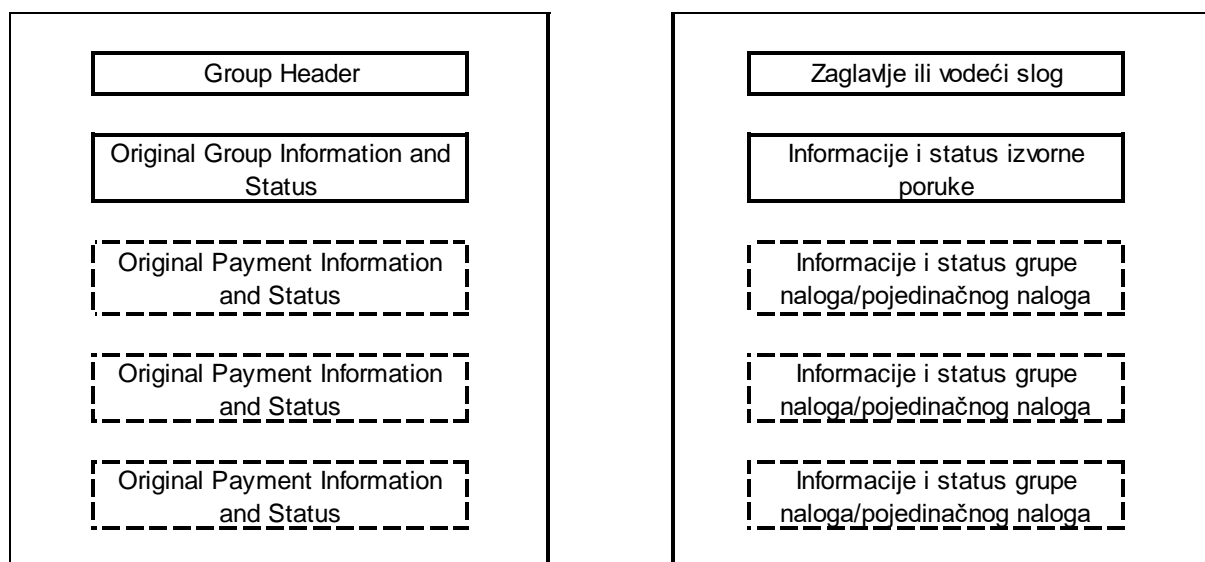 Group Header
Original Group Information and
Status
Original Payment Information
and Status
Original Payment Information
and Status
Original Payment Information
and Status
Zaglavlje ili vodeći slog
Informacije i status izvorne
poruke
Informacije i status grupe
naloga/pojedinačnog naloga
Informacije i status grupe
naloga/pojedinačnog naloga
Informacije i status grupe
naloga/pojedinačnog naloga